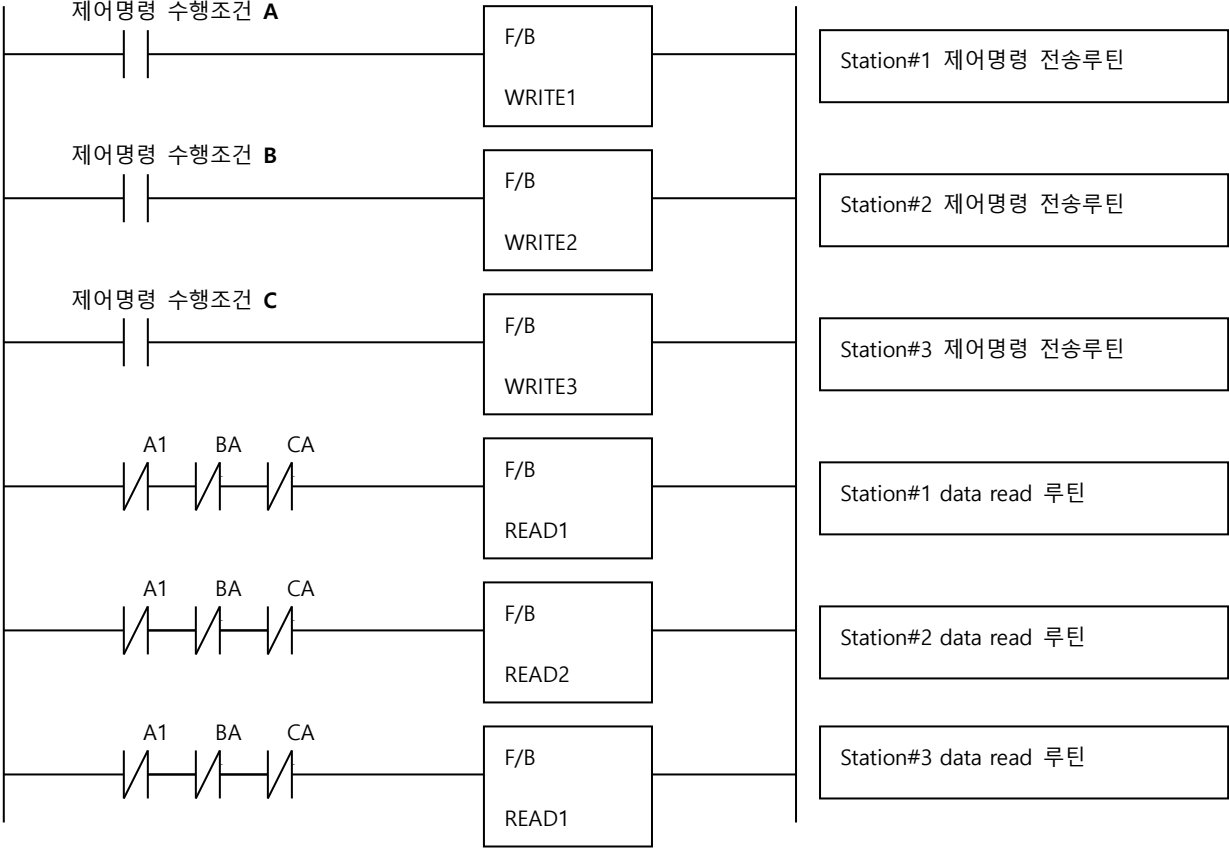 제어명령 수행조건 A
F/B
WRITE1
Station#1 제어명령 전송루틴
제어명령 수행조건 B
F/B
WRITE2
Station#2 제어명령 전송루틴
제어명령 수행조건 C
F/B
WRITE3
Station#3 제어명령 전송루틴
A1 BA CA
F/B
READ1
Station#1 data read 루틴
A1 BA CA
F/B
READ2
Station#2 data read 루틴
A1 BA CA
F/B
READ1
Station#3 data read 루틴